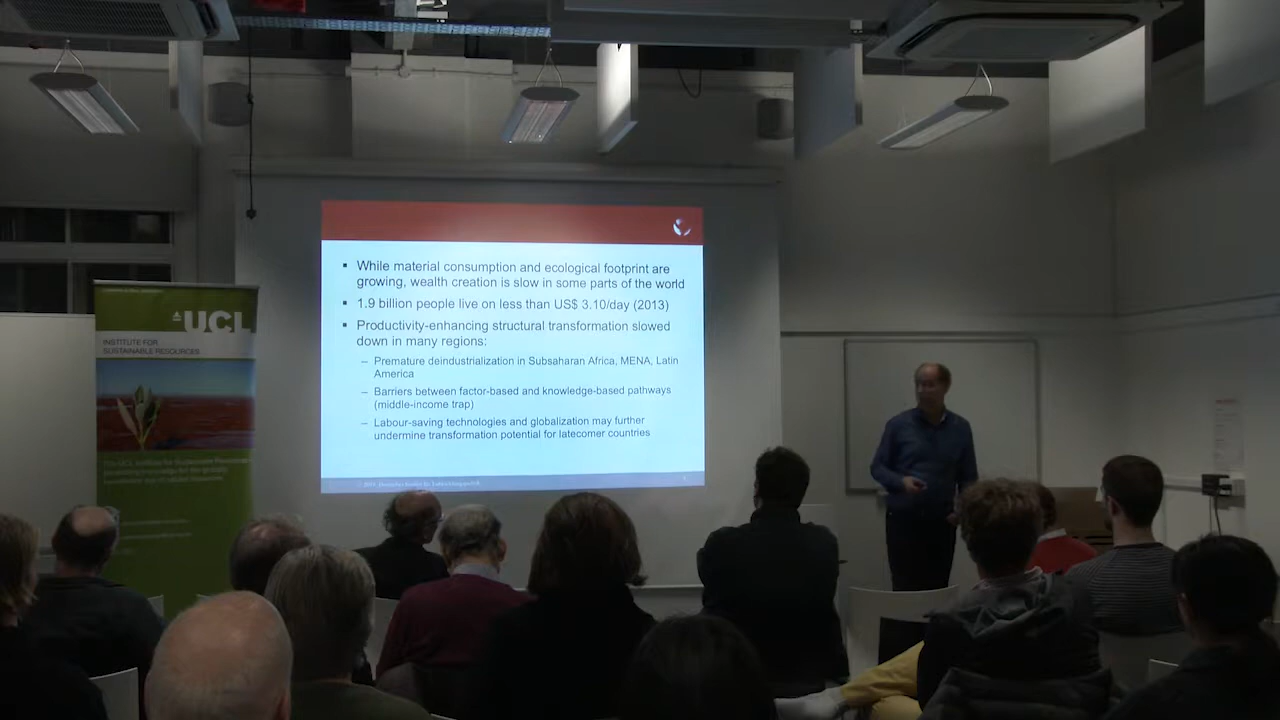 UCL
INSTITUTE FOR
SUSTAINABLE RESOURCES
▪ While material consumption and ecological footprint are
growing, wealth creation is slow in some parts of the world
▪ 1.9 billion people live on less than US$ 3.10/day (2013)
▪ Productivity-enhancing structural transformation slowed
down in many regions:
– Premature deindustrialization in Subsaharan Africa, MENA, Latin
America
– Barriers between factor-based and knowledge-based pathways
(middle-income trap)
– Labour-saving technologies and globalization may further
undermine transformation potential for latecomer countries